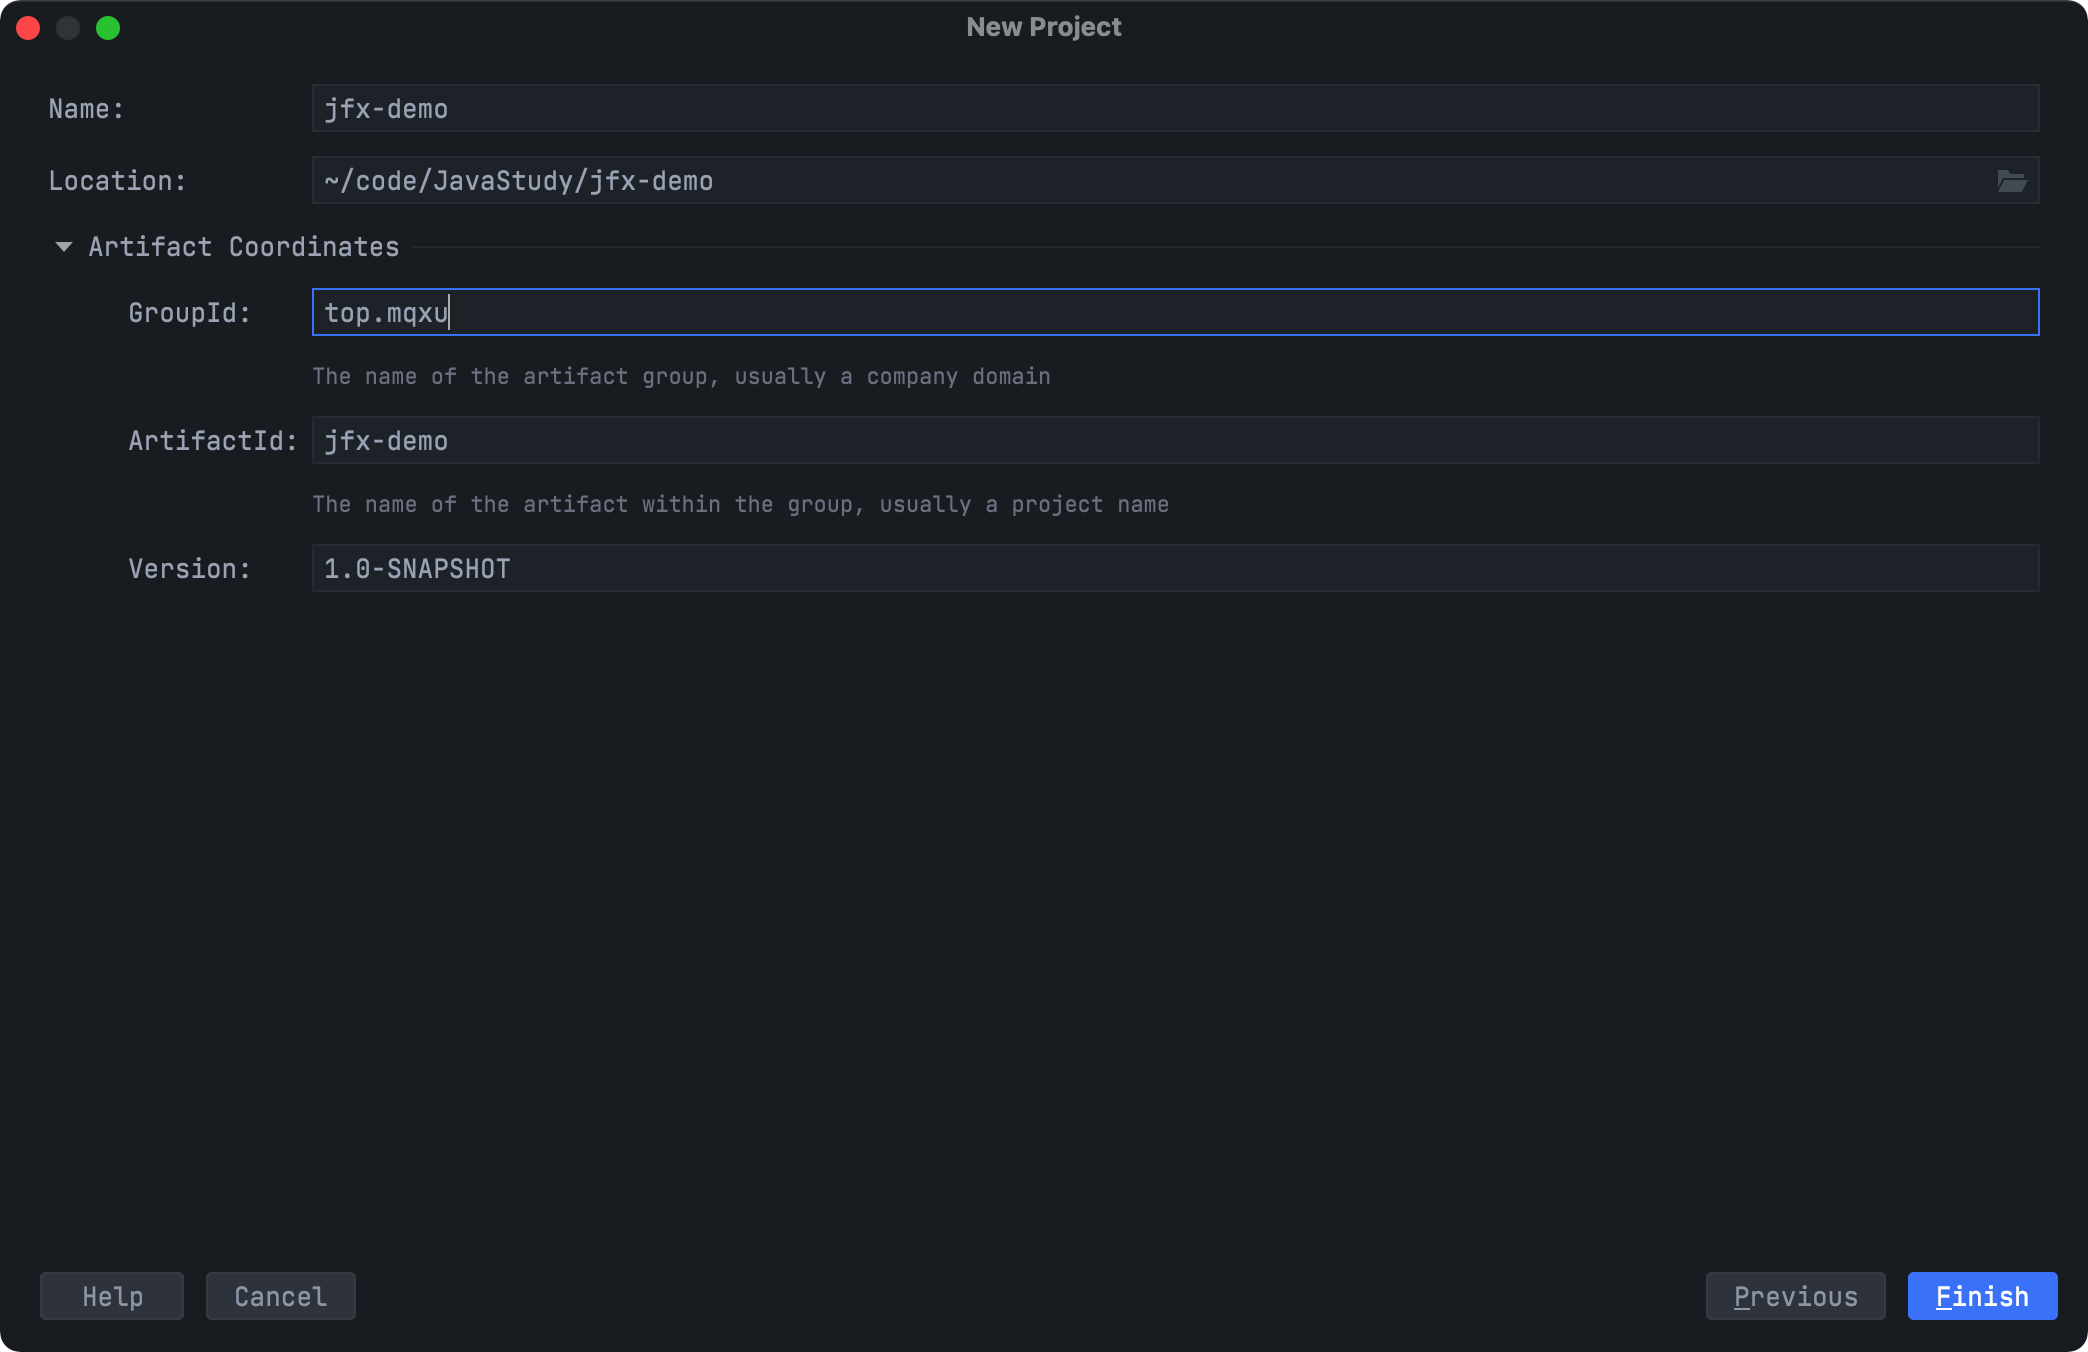 New Project
Name: jfx-demo
Location: ~/code/JavaStudy/jfx-demo
Artifact Coordinates
GroupId: top.mqxu
The name of the artifact group, usually a company domain
ArtifactId: jfx-demo
The name of the artifact within the group, usually a project name
Version: 1.0-SNAPSHOT
Help Cancel Previous Finish